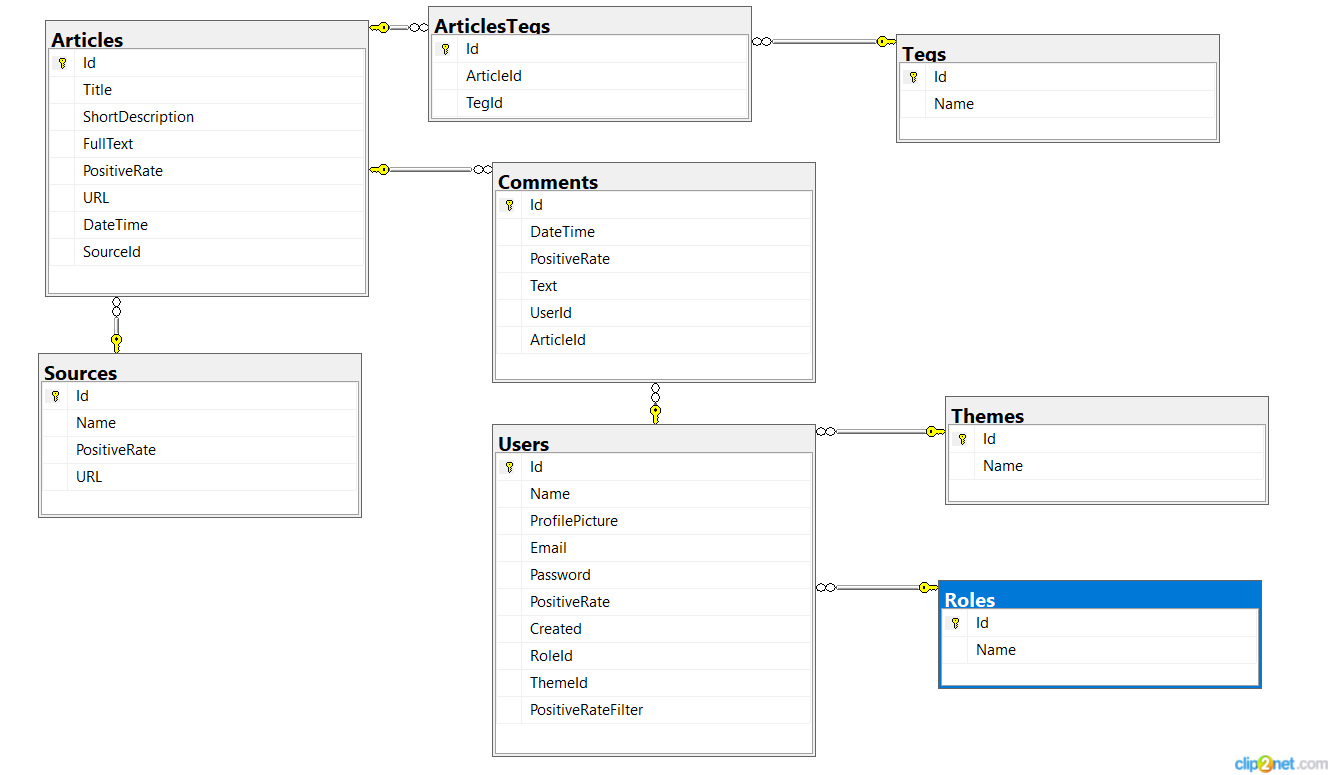 Articles
Id
Title
ShortDescription
FullText
PositiveRate
URL
DateTime
SourceId
ArticlesTegs
Id
ArticleId
TegId
Tegs
Id
Name
Comments
Id
DateTime
PositiveRate
Text
UserId
ArticleId
Sources
Id
Name
PositiveRate
URL
Users
Id
Name
ProfilePicture
Email
Password
PositiveRate
Created
RoleId
ThemeId
PositiveRateFilter
Themes
Id
Name
Roles
Id
Name
clip2net.com